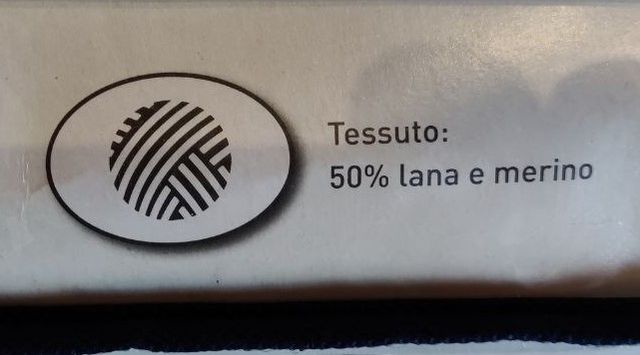 Tessuto:
50% lana e merino